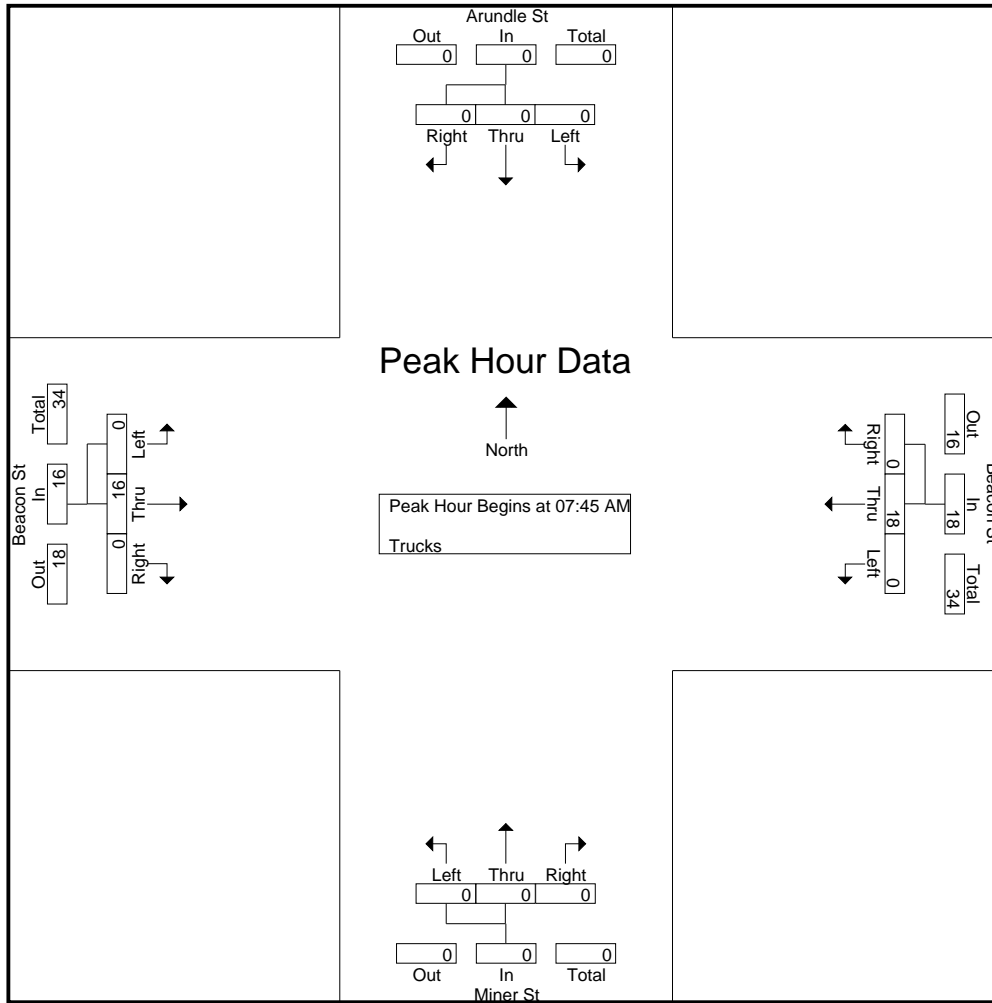 Arundle St
Out In Total
0 0 0
0 0 0
Right Thru Left
Peak Hour Data
North
Peak Hour Begins at 07:45 AM
Trucks
Beacon St
Out In Total
18 16 34
0 16 0
Right Thru Left
Beacon St
Out In Total
16 18 34
0 18 0
Right Thru Left
Left Thru Right
0 0 0
0 0 0
Out In Total
Miner St